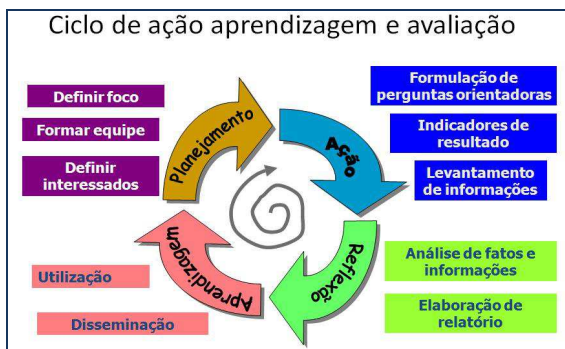 Ciclo de ação aprendizagem e avaliação
Definir foco
Formar equipe
Definir
interessados
Planejamento
Ação
Formulação de
perguntas orientadoras
Indicadores de
resultado
Levantamento
de informações
Reflexão
Análise de fatos e
informações
Elaboração de
relatório
Aprendizagem
Utilização
Disseminação